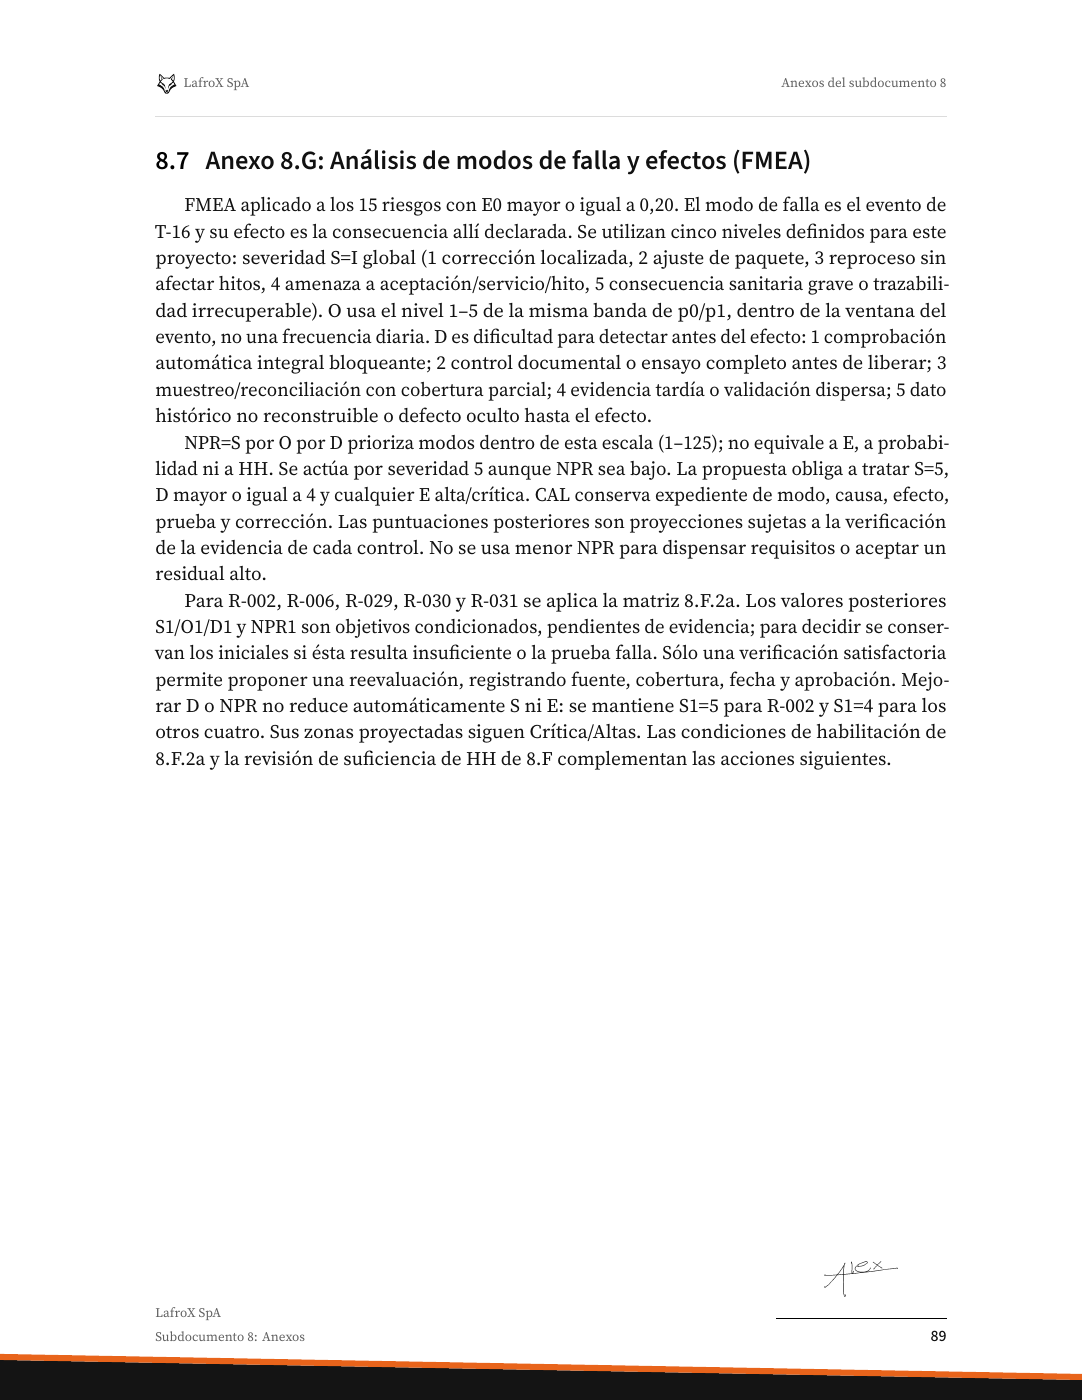 LafroX SpA
Anexos del subdocumento 8
8.7 Anexo 8.G: Análisis de modos de falla y efectos (FMEA)
FMEA aplicado a los 15 riesgos con E0 mayor o igual a 0,20. El modo de falla es el evento de
T-16 y su efecto es la consecuencia allí declarada. Se utilizan cinco niveles definidos para este
proyecto: severidad S=I global (1 corrección localizada, 2 ajuste de paquete, 3 reproceso sin
afectar hitos, 4 amenaza a aceptación/servicio/hito, 5 consecuencia sanitaria grave o trazabili-
dad irrecuperable). O usa el nivel 1–5 de la misma banda de p0/p1, dentro de la ventana del
evento, no una frecuencia diaria. D es dificultad para detectar antes del efecto: 1 comprobación
automática integral bloqueante; 2 control documental o ensayo completo antes de liberar; 3
muestreo/reconciliación con cobertura parcial; 4 evidencia tardía o validación dispersa; 5 dato
histórico no reconstruible o defecto oculto hasta el efecto.
NPR=S por O por D prioriza modos dentro de esta escala (1–125); no equivale a E, a probabi-
lidad ni a HH. Se actúa por severidad 5 aunque NPR sea bajo. La propuesta obliga a tratar S=5,
D mayor o igual a 4 y cualquier E alta/crítica. CAL conserva expediente de modo, causa, efecto,
prueba y corrección. Las puntuaciones posteriores son proyecciones sujetas a la verificación
de la evidencia de cada control. No se usa menor NPR para dispensar requisitos o aceptar un
residual alto.
Para R-002, R-006, R-029, R-030 y R-031 se aplica la matriz 8.F.2a. Los valores posteriores
S1/O1/D1 y NPR1 son objetivos condicionados, pendientes de evidencia; para decidir se conser-
van los iniciales si ésta resulta insuficiente o la prueba falla. Sólo una verificación satisfactoria
permite proponer una reevaluación, registrando fuente, cobertura, fecha y aprobación. Mejo-
rar D o NPR no reduce automáticamente S ni E: se mantiene S1=5 para R-002 y S1=4 para los
otros cuatro. Sus zonas proyectadas siguen Crítica/Altas. Las condiciones de habilitación de
8.F.2a y la revisión de suficiencia de HH de 8.F complementan las acciones siguientes.
Alex
LafroX SpA
Subdocumento 8: Anexos
89